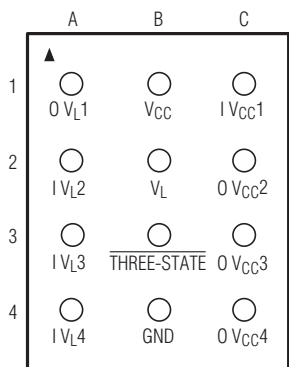 A B C
1
O VL1 VCC I VCC1
2
I VL2 VL O VCC2
3
I VL3 THREE-STATE O VCC3
4
I VL4 GND O VCC4